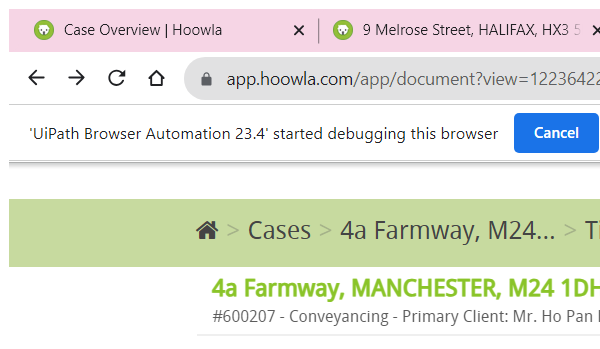 Case Overview | Hoowla
9 Melrose Street, HALIFAX, HX3 5
app.hoowla.com/app/document?view=12236422
'UiPath Browser Automation 23.4' started debugging this browser
Cancel
> Cases > 4a Farmway, M24... > Ti
4a Farmway, MANCHESTER, M24 1DH
#600207 - Conveyancing - Primary Client: Mr. Ho Pan